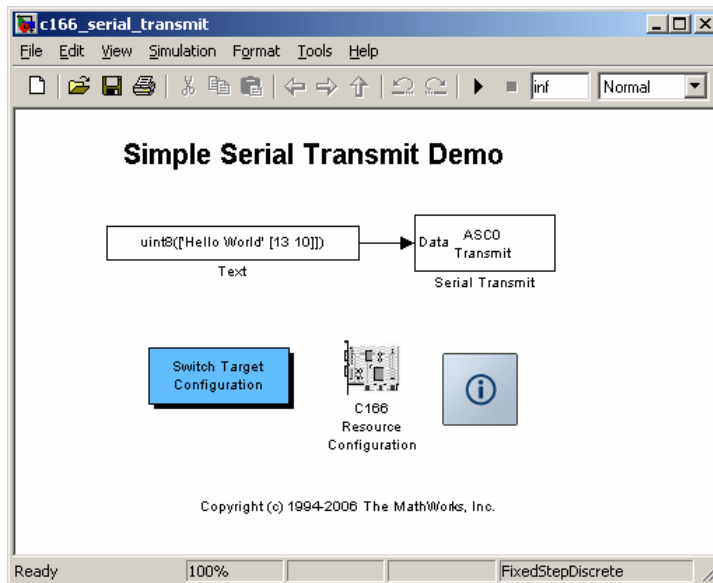 c166_serial_transmit
File Edit View Simulation Format Tools Help
inf Normal
Simple Serial Transmit Demo
uint8(['Hello World' [13 10]])
Text
Data ASC0
Transmit
Serial Transmit
Switch Target
Configuration
C166
Resource
Configuration
Copyright (c) 1994-2006 The MathWorks, Inc.
Ready 100% FixedStepDiscrete